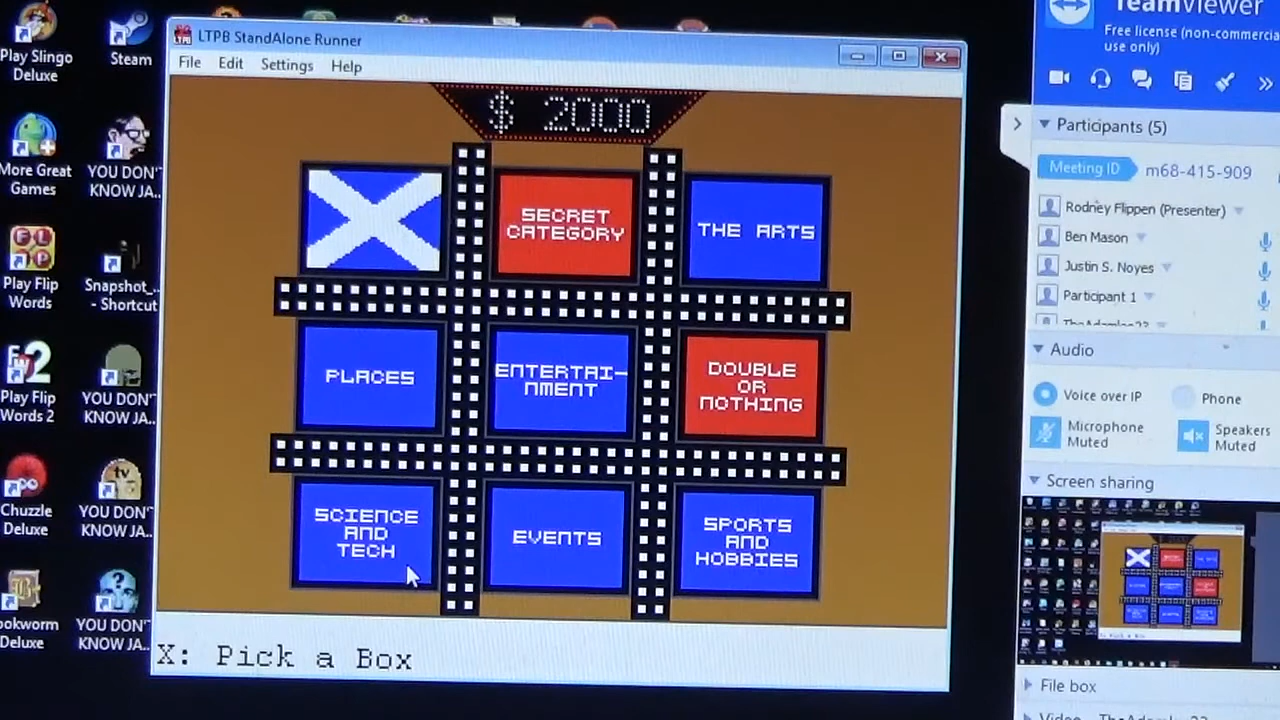 Play Slingo
Deluxe
Steam
More Great
Games
YOU DON'T
KNOW JA..
Play Flip
Words
Snapshot_..
- Shortcut
Play Flip
Words 2
YOU DON'T
KNOW JA...
Chuzzle
Deluxe
YOU DON'T
KNOW JA...
ookworm
Deluxe
YOU DON'T
KNOW JA...
LTPB StandAlone Runner
File Edit Settings Help
$ 2000
SECRET
CATEGORY
THE ARTS
PLACES
ENTERTAI-
NMENT
DOUBLE
OR
NOTHING
SCIENCE
AND
TECH
EVENTS
SPORTS
AND
HOBBIES
X: Pick a Box
TeamViewer
Free license (non-commercia
use only)
Participants (5)
Meeting ID m68-415-909
Rodney Flippen (Presenter)
Ben Mason
Justin S. Noyes
Participant 1
TheAdamlee23
Audio
Voice over IP Phone
Microphone
Muted
Speakers
Muted
Screen sharing
File box